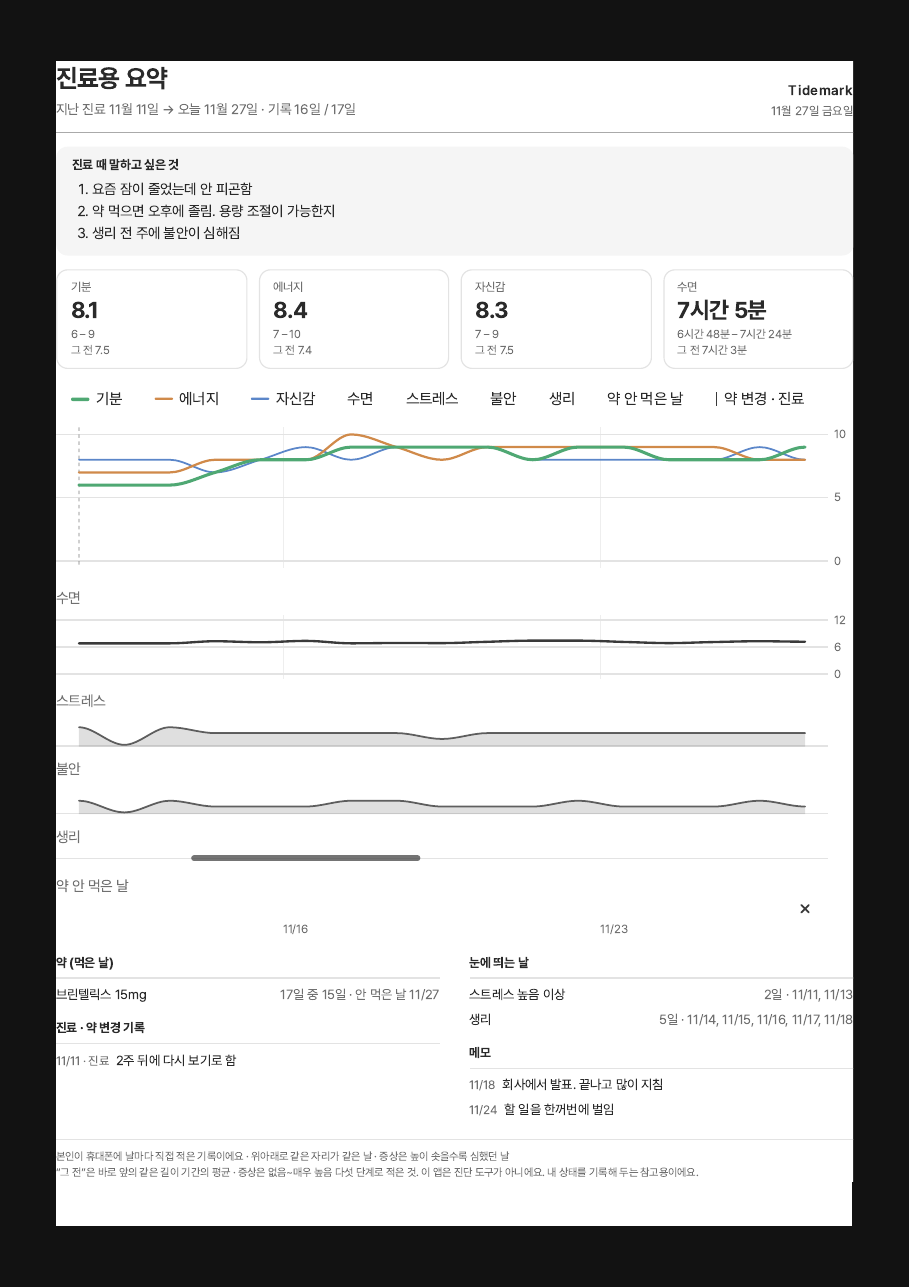 진료용 요약
지난 진료 11월 11일 → 오늘 11월 27일 · 기록 16일 / 17일
Tidemark
11월 27일 금요일
진료 때 말하고 싶은 것
1. 요즘 잠이 줄었는데 안 피곤함
2. 약 먹으면 오후에 졸림. 용량 조절이 가능한지
3. 생리 전 주에 불안이 심해짐
기분
8.1
6 – 9
그 전 7.5
에너지
8.4
7 – 10
그 전 7.4
자신감
8.3
7 – 9
그 전 7.5
수면
7시간 5분
6시간 48분 – 7시간 24분
그 전 7시간 3분
기분 에너지 자신감 수면 스트레스 불안 생리 약 안 먹은 날 | 약 변경 · 진료
10
5
0
수면
12
6
0
스트레스
불안
생리
약 안 먹은 날
×
11/16 11/23
약 (먹은 날)
브린텔릭스 15mg 17일 중 15일 · 안 먹은 날 11/27
진료 · 약 변경 기록
11/11 · 진료 2주 뒤에 다시 보기로 함
눈에 띄는 날
스트레스 높음 이상 2일 · 11/11, 11/13
생리 5일 · 11/14, 11/15, 11/16, 11/17, 11/18
메모
11/18 회사에서 발표. 끝나고 많이 지침
11/24 할 일을 한꺼번에 벌임
본인이 휴대폰에 날마다 직접 적은 기록이에요 · 위아래로 같은 자리가 같은 날 · 증상은 높이 솟을수록 심했던 날
“그 전”은 바로 앞의 같은 길이 기간의 평균 · 증상은 없음~매우 높음 다섯 단계로 적은 것. 이 앱은 진단 도구가 아니에요. 내 상태를 기록해 두는 참고용이에요.